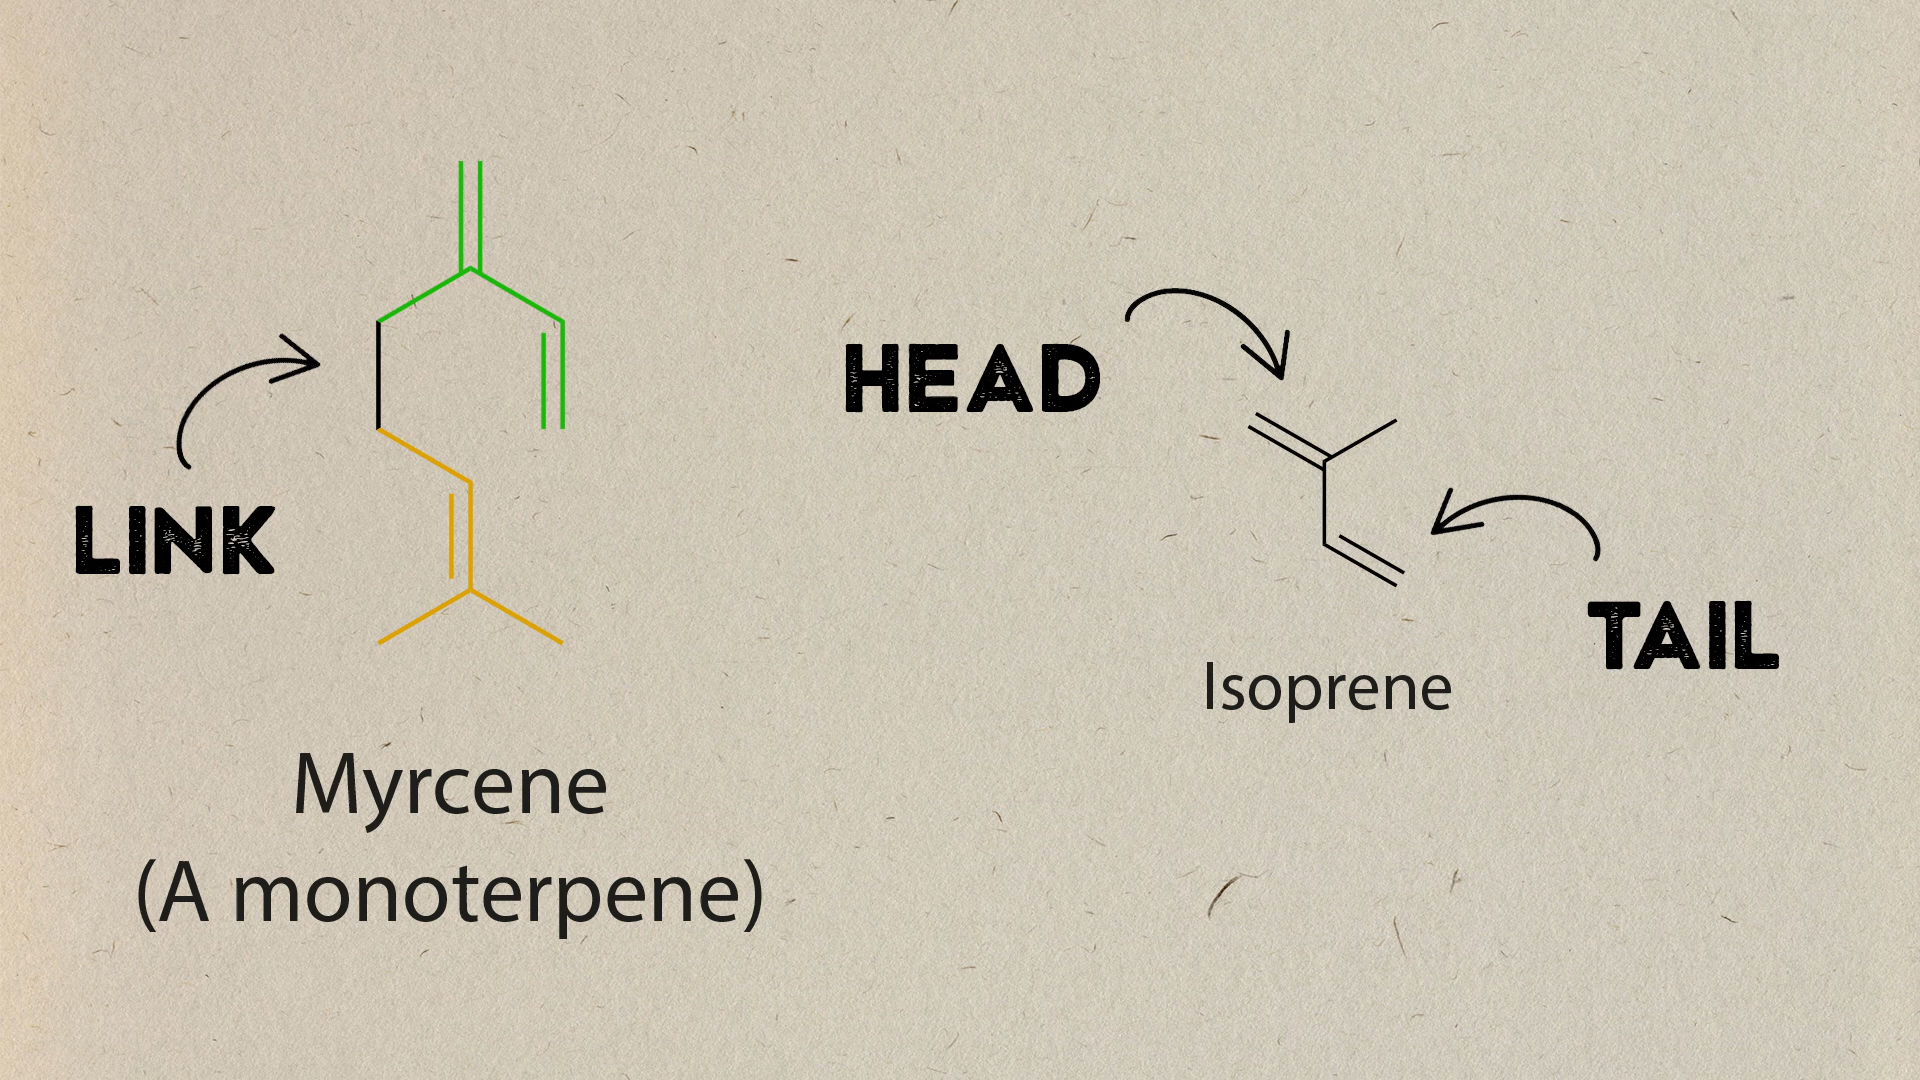 LINK
Myrcene
(A monoterpene)
HEAD
TAIL
Isoprene